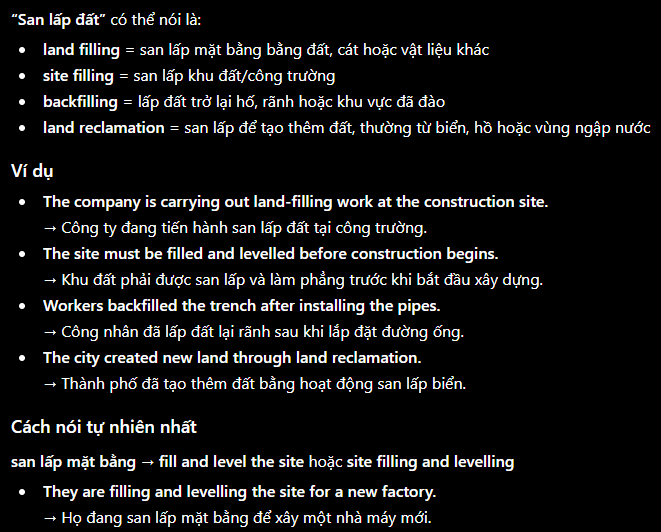 “San lấp đất” có thể nói là:
• land filling = san lấp mặt bằng bằng đất, cát hoặc vật liệu khác
• site filling = san lấp khu đất/công trường
• backfilling = lấp đất trở lại hố, rãnh hoặc khu vực đã đào
• land reclamation = san lấp để tạo thêm đất, thường từ biển, hồ hoặc vùng ngập nước
Ví dụ
• The company is carrying out land-filling work at the construction site.
→ Công ty đang tiến hành san lấp đất tại công trường.
• The site must be filled and levelled before construction begins.
→ Khu đất phải được san lấp và làm phẳng trước khi bắt đầu xây dựng.
• Workers backfilled the trench after installing the pipes.
→ Công nhân đã lấp đất lại rãnh sau khi lắp đặt đường ống.
• The city created new land through land reclamation.
→ Thành phố đã tạo thêm đất bằng hoạt động san lấp biển.
Cách nói tự nhiên nhất
san lấp mặt bằng → fill and level the site hoặc site filling and levelling
• They are filling and levelling the site for a new factory.
→ Họ đang san lấp mặt bằng để xây một nhà máy mới.